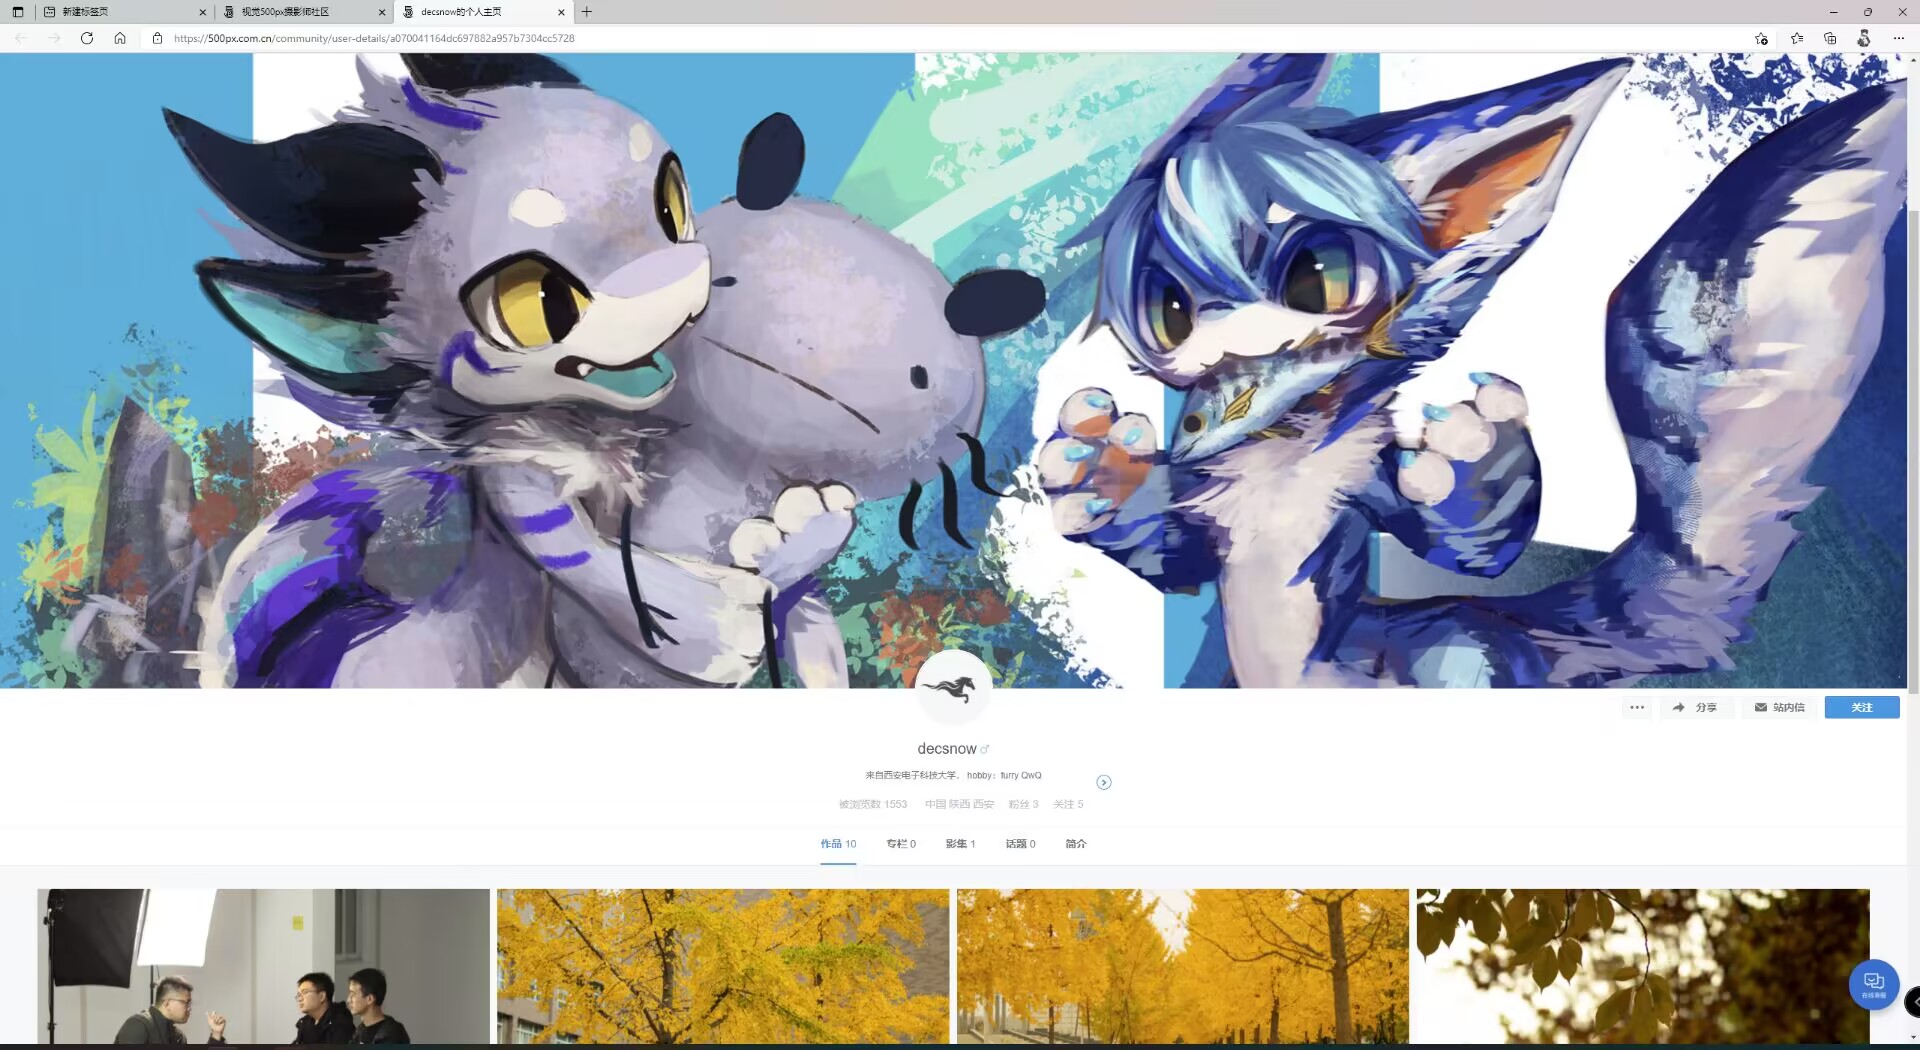 新建标签页
视觉500px摄影师社区
decsnow的个人主页
https://500px.com.cn/community/user-details/a070041164dc697882a957b7304cc5728
分享
站内信
关注
decsnow
来自西安电子科技大学， hobby：furry QwQ
被浏览数 1553 中国 陕西 西安 粉丝 3 关注 5
作品 10 专栏 0 影集 1 话题 0 简介
在线客服